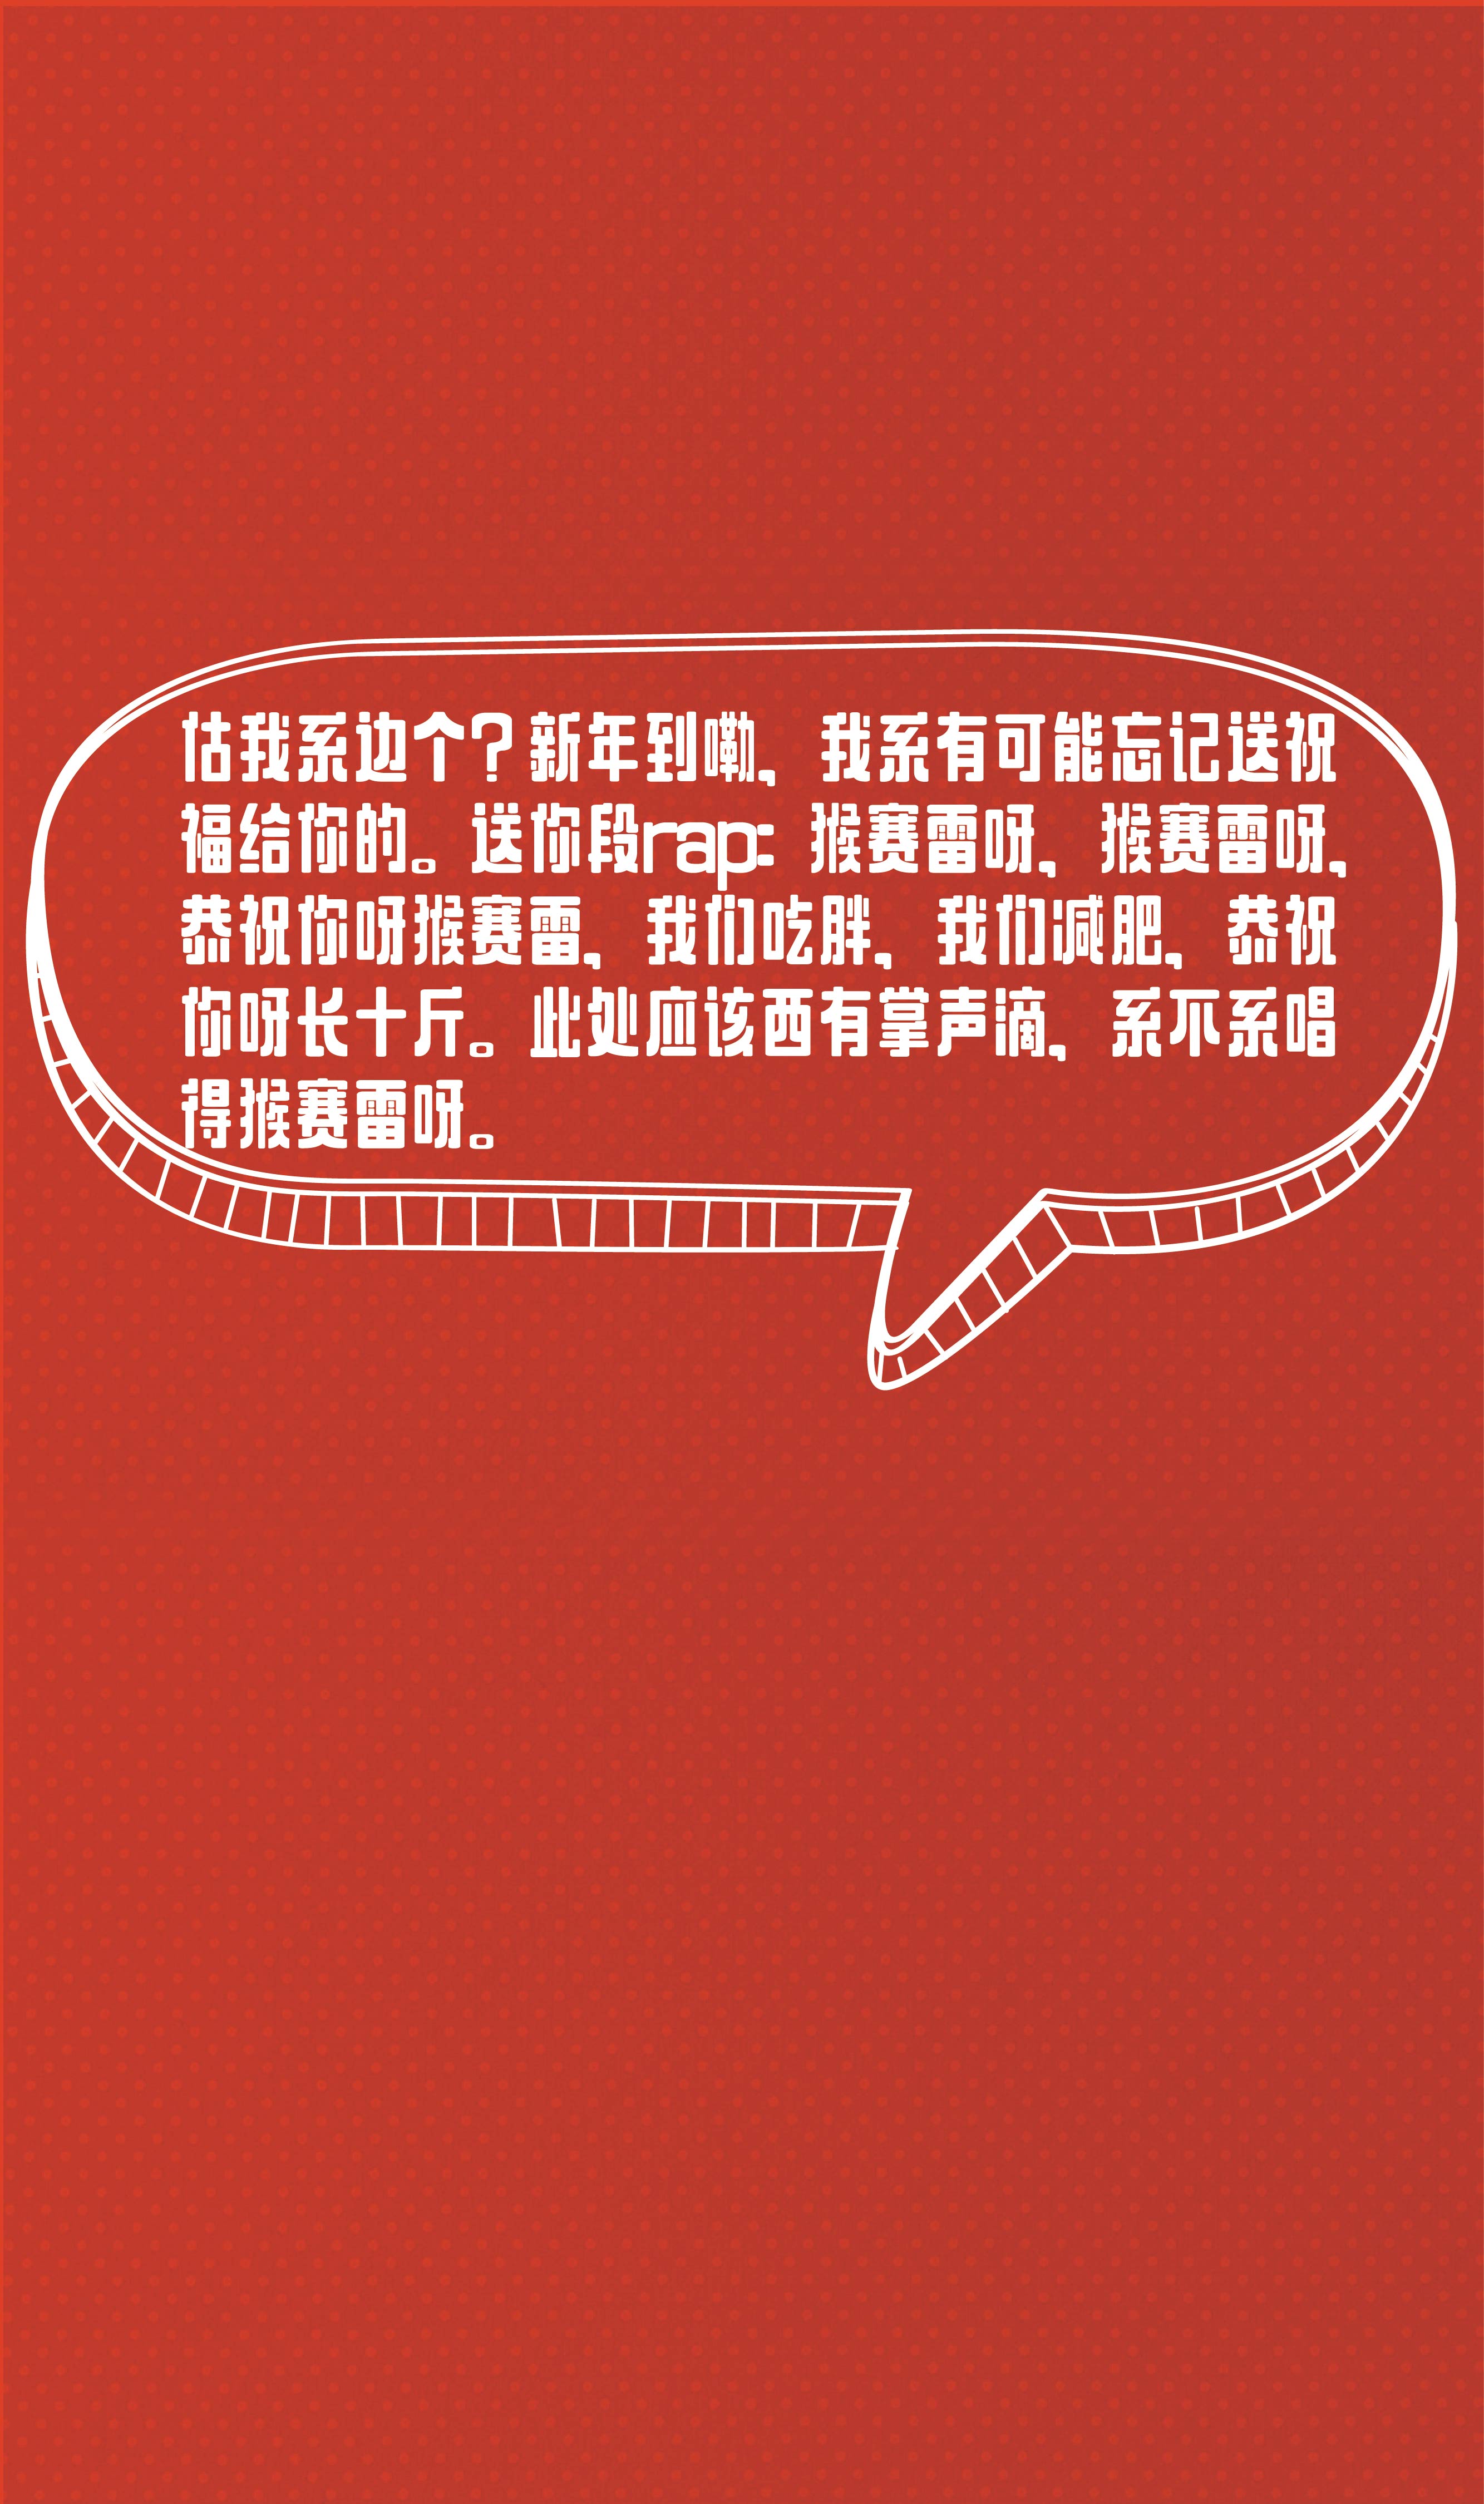 估我系边个？新年到嘞，我系有可能忘记送祝
福给你的。送你段rap：猴赛雷呀，猴赛雷呀，
恭祝你呀猴赛雷，我们吃胖，我们减肥，恭祝
你呀长十斤。此处应该西有掌声滴，系不系唱
得猴赛雷呀。